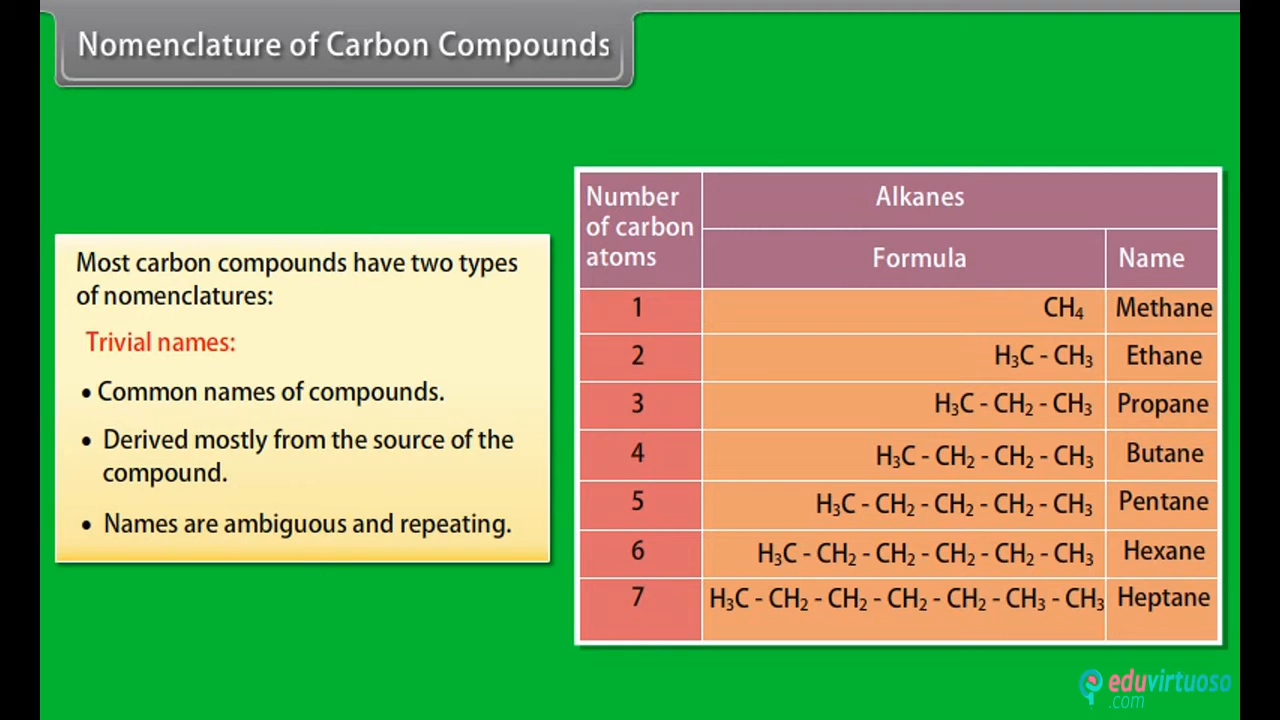 Nomenclature of Carbon Compounds
Most carbon compounds have two types
of nomenclatures:
Trivial names:
• Common names of compounds.
• Derived mostly from the source of the
compound.
• Names are ambiguous and repeating.
Number
of carbon
atoms
Alkanes
Formula
Name
1 CH₄ Methane
2 H₃C - CH₃ Ethane
3 H₃C - CH₂ - CH₃ Propane
4 H₃C - CH₂ - CH₂ - CH₃ Butane
5 H₃C - CH₂ - CH₂ - CH₂ - CH₃ Pentane
6 H₃C - CH₂ - CH₂ - CH₂ - CH₂ - CH₃ Hexane
7 H₃C - CH₂ - CH₂ - CH₂ - CH₂ - CH₃ - CH₃ Heptane
eduvirtuoso
.com